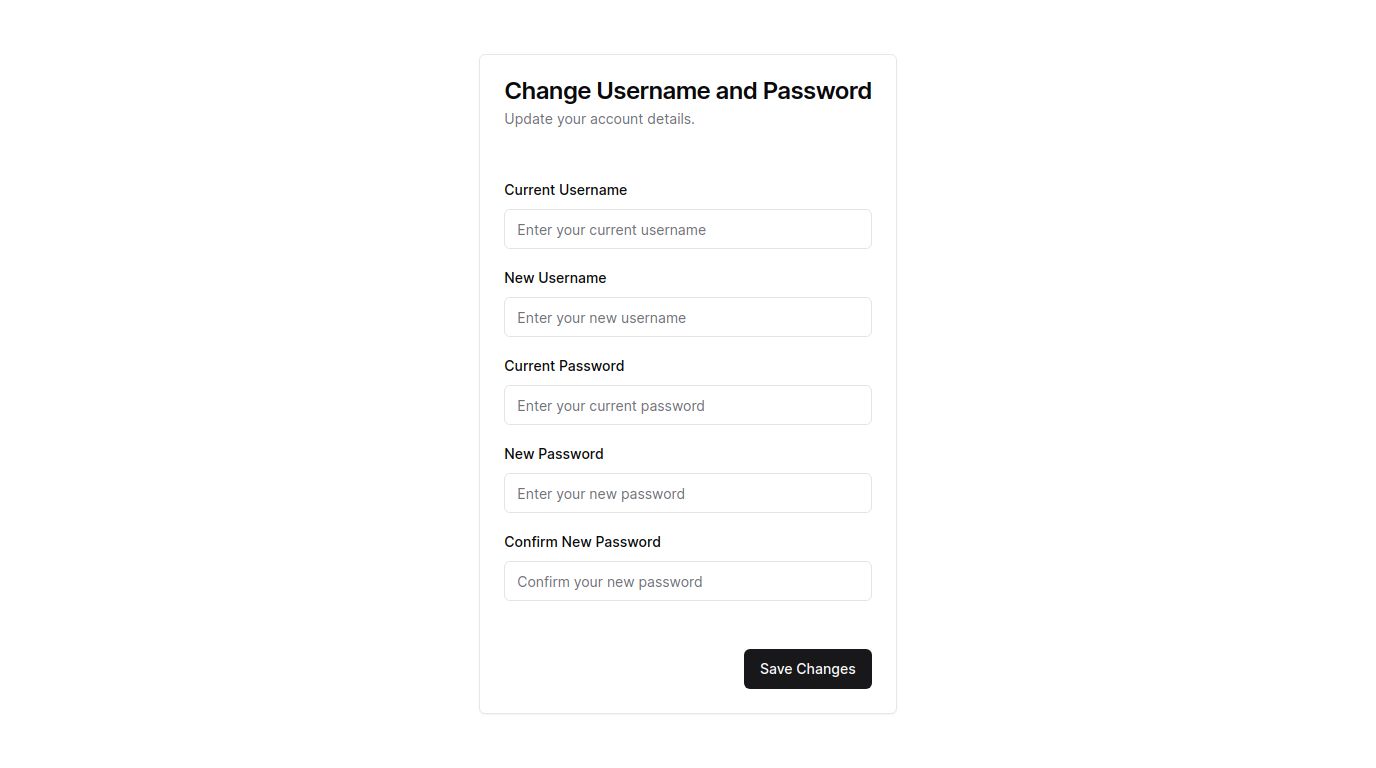 Change Username and Password
Update your account details.
Current Username
Enter your current username
New Username
Enter your new username
Current Password
Enter your current password
New Password
Enter your new password
Confirm New Password
Confirm your new password
Save Changes